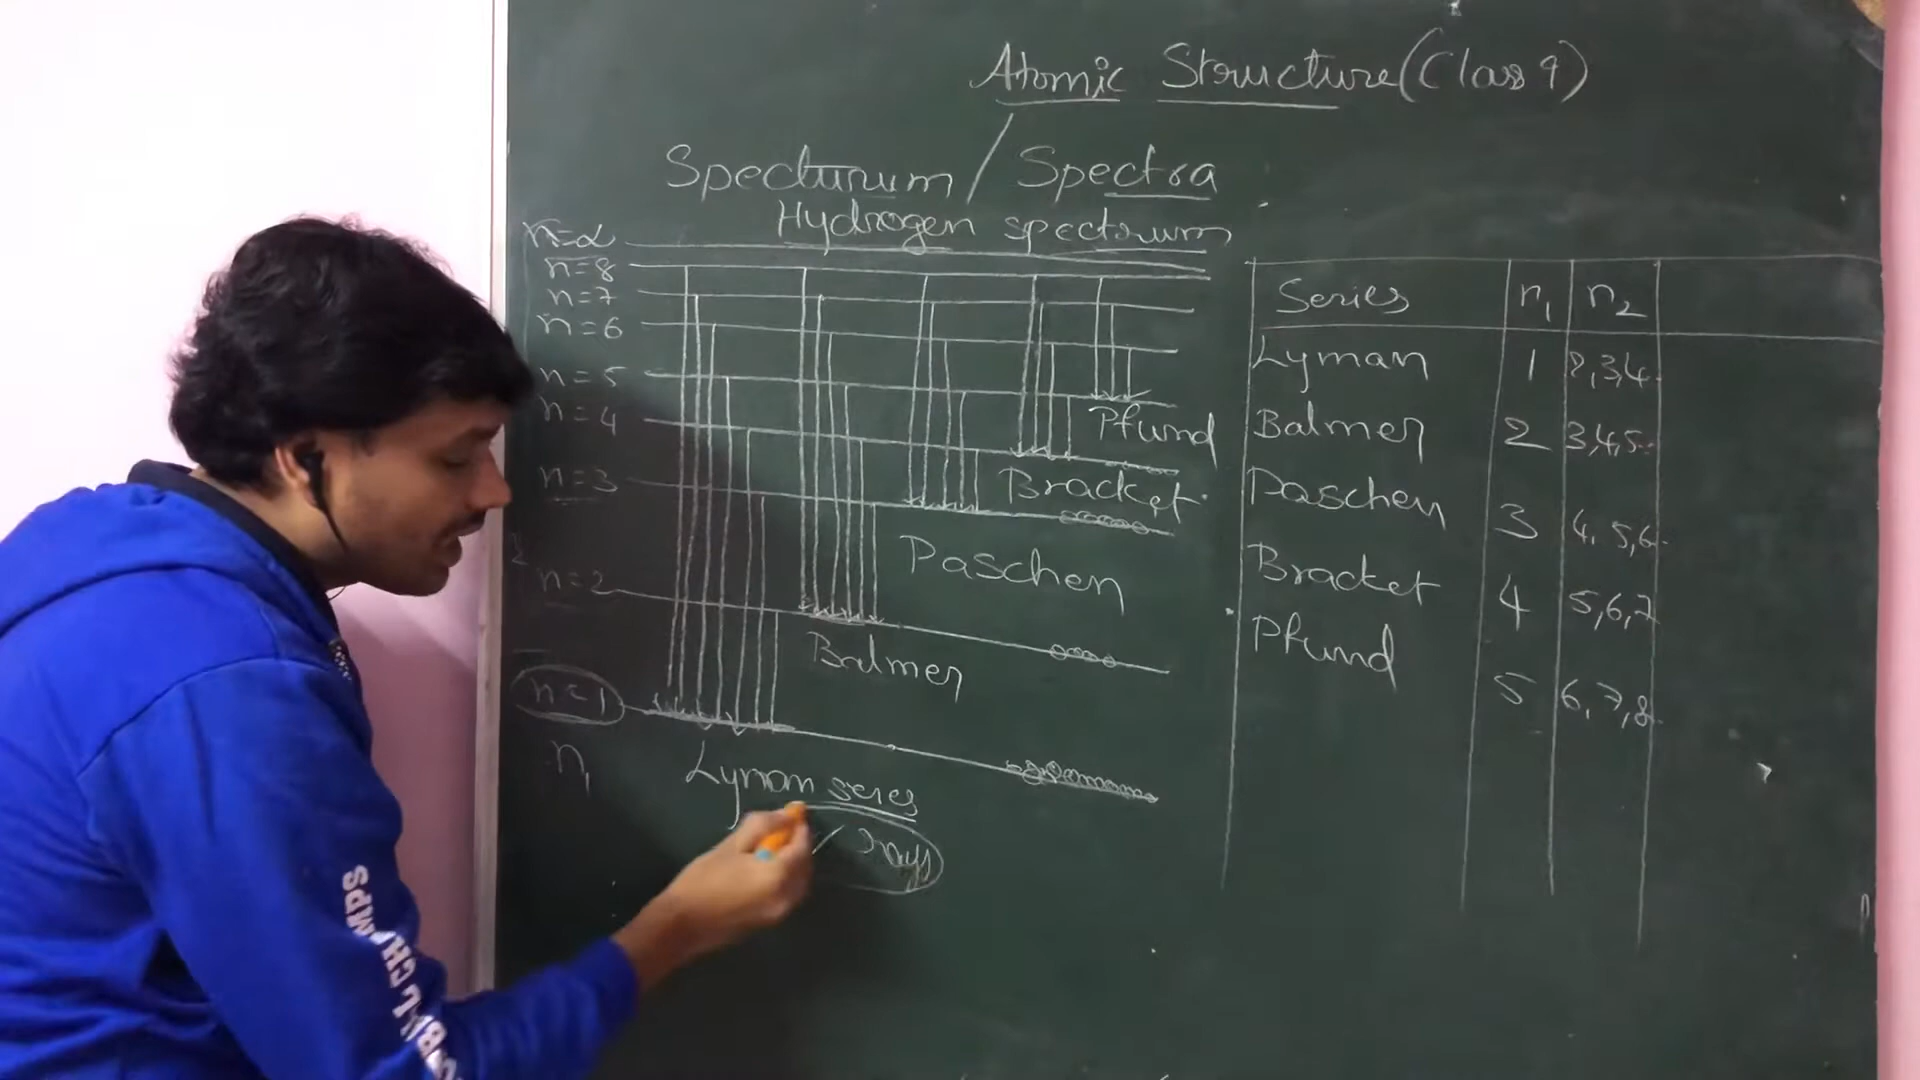 Atomic Structure (Class 9)
Specturum / Spectra
Hydrogen spectrum
n=α
n=8
n=7
n=6
n=5
n=4
n=3
n=2
n=1
n₁
Pfund
Bracket
Paschen
Balmer
Lyman series
Series n₁ n₂
Lyman 1 2,3,4..
Balmer 2 3,4,5..
Paschen 3 4, 5,6..
Bracket 4 5,6,7
Pfund 5 6, 7,8..